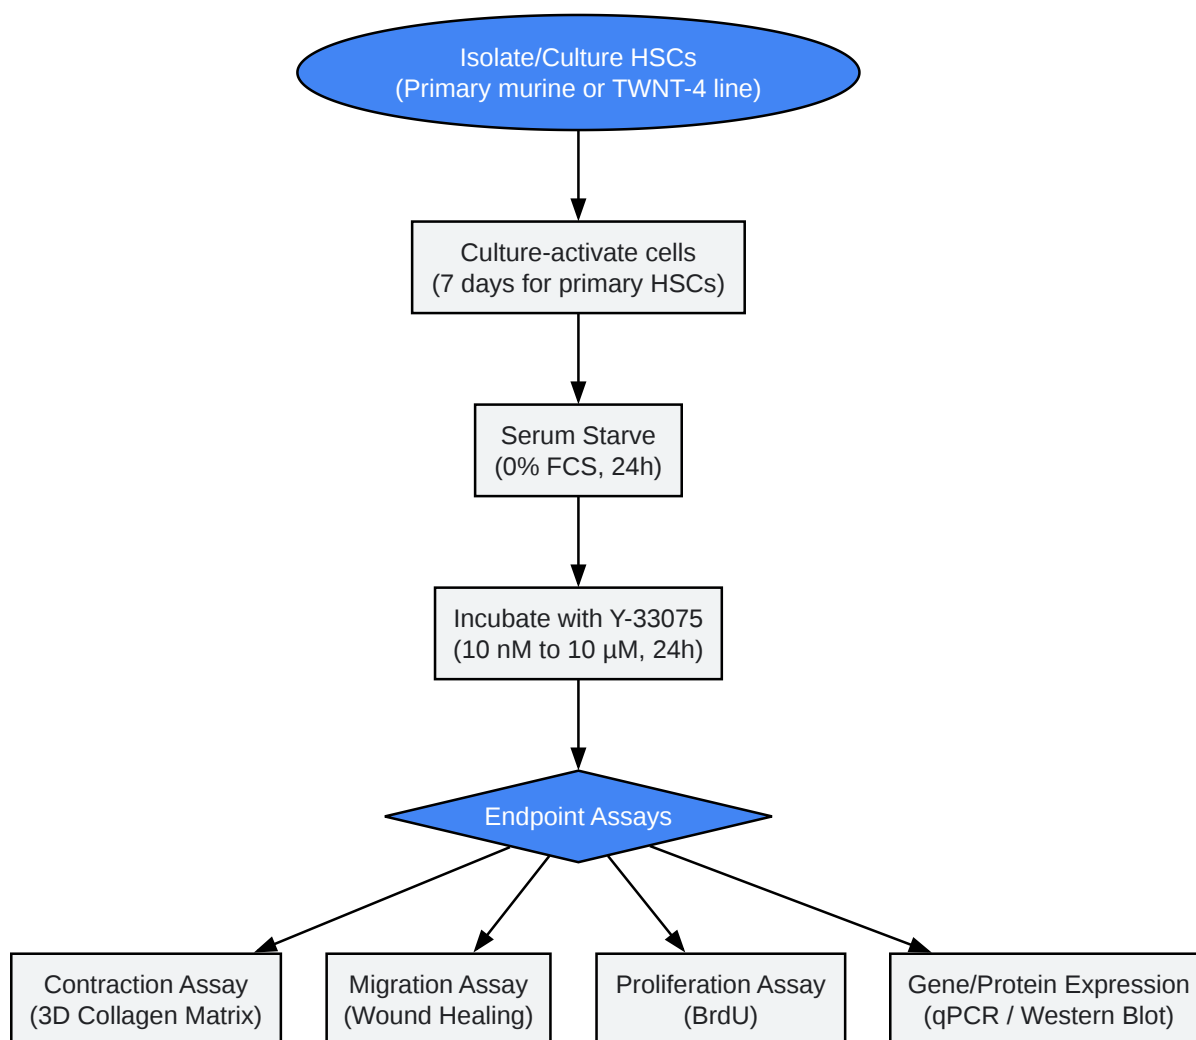 Isolate/Culture HSCs
(Primary murine or TWNT-4 line)
Culture-activate cells
(7 days for primary HSCs)
Serum Starve
(0% FCS, 24h)
Incubate with Y-33075
(10 nM to 10 µM, 24h)
Endpoint Assays
Contraction Assay
(3D Collagen Matrix)
Migration Assay
(Wound Healing)
Proliferation Assay
(BrdU)
Gene/Protein Expression
(qPCR / Western Blot)